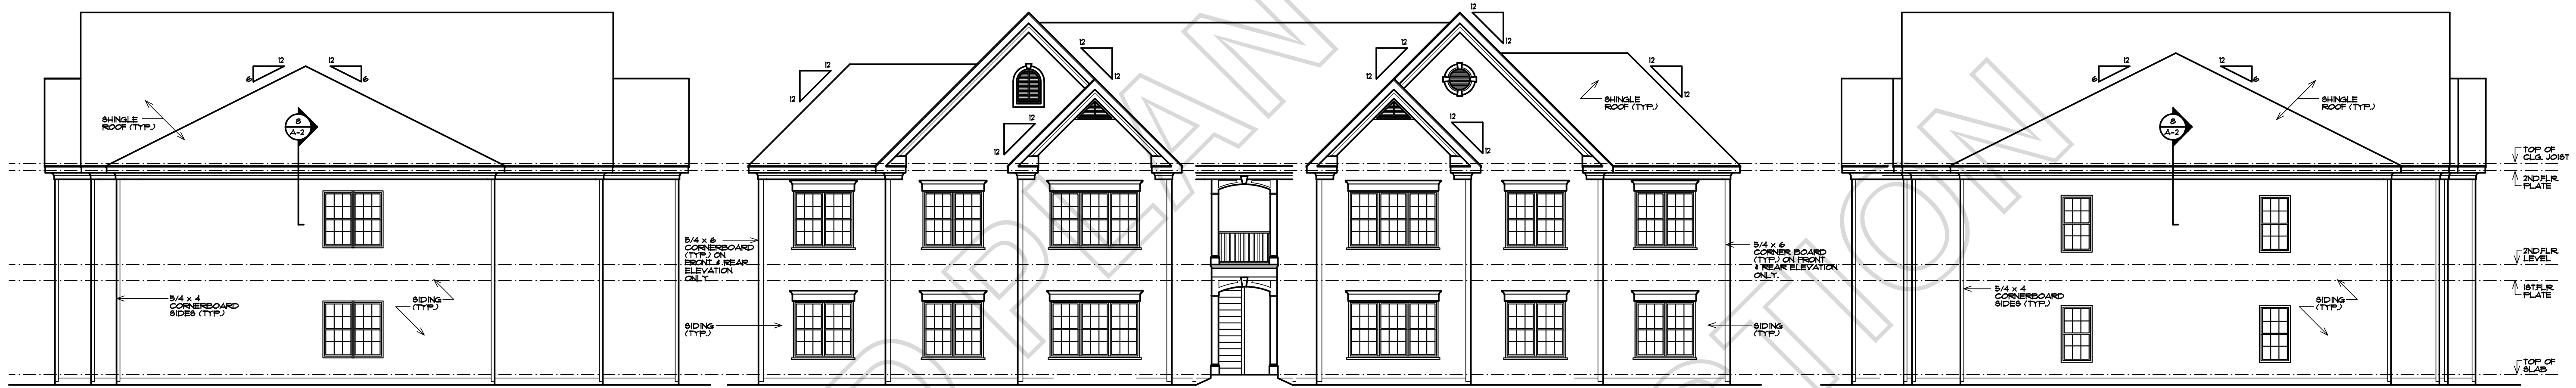 12
12
6
6
SHINGLE
ROOF (TYP.)
8
A-2
5/4 x 4
CORNERBOARD
SIDES (TYP.)
SIDING
(TYP.)
12
12
12
12
12
12
5/4 x 6
CORNERBOARD
(TYP.) ON
FRONT & REAR
ELEVATION
ONLY.
SIDING
(TYP.)
12
12
12
12
12
12
12
12
SHINGLE
ROOF (TYP.)
5/4 x 6
CORNER BOARD
(TYP.) ON FRONT
& REAR ELEVATION
ONLY.
SIDING
(TYP.)
12
12
6
6
SHINGLE
ROOF (TYP.)
8
A-2
5/4 x 4
CORNERBOARD
SIDES (TYP.)
SIDING
(TYP.)
TOP OF
CLG. JOIST
2ND.FLR.
PLATE
2ND.FLR.
LEVEL
1ST.FLR.
PLATE
TOP OF
SLAB
PLAN